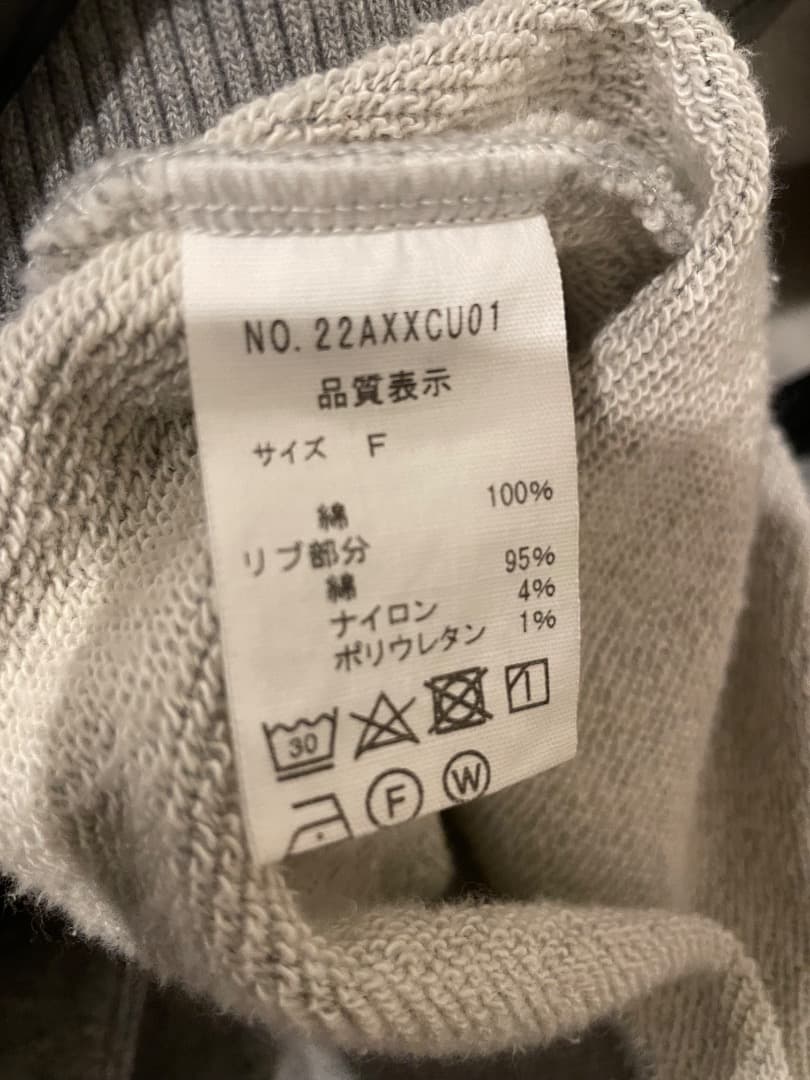 NO. 22AXXCU01
品質表示
サイズ F
綿 100%
リブ部分
綿 95%
ナイロン 4%
ポリウレタン 1%
30
F W